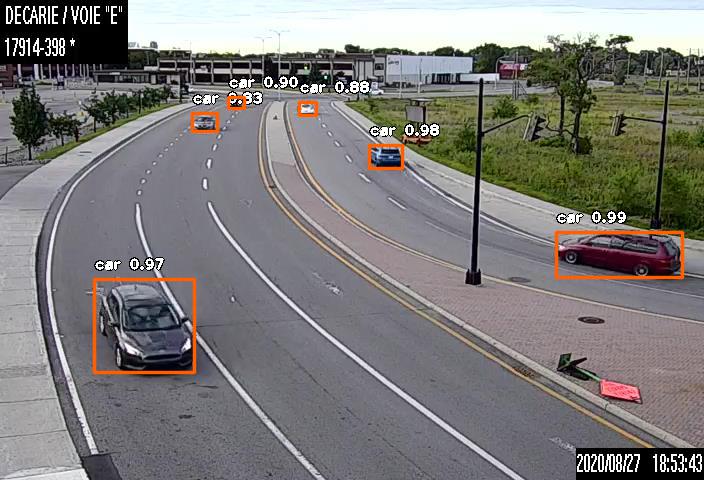 DECARIE / VOIE "E"
17914-398 *
car 0.90
car 0.88
car 0.83
car 0.98
car 0.99
car 0.97
2020/08/27 18:53:43